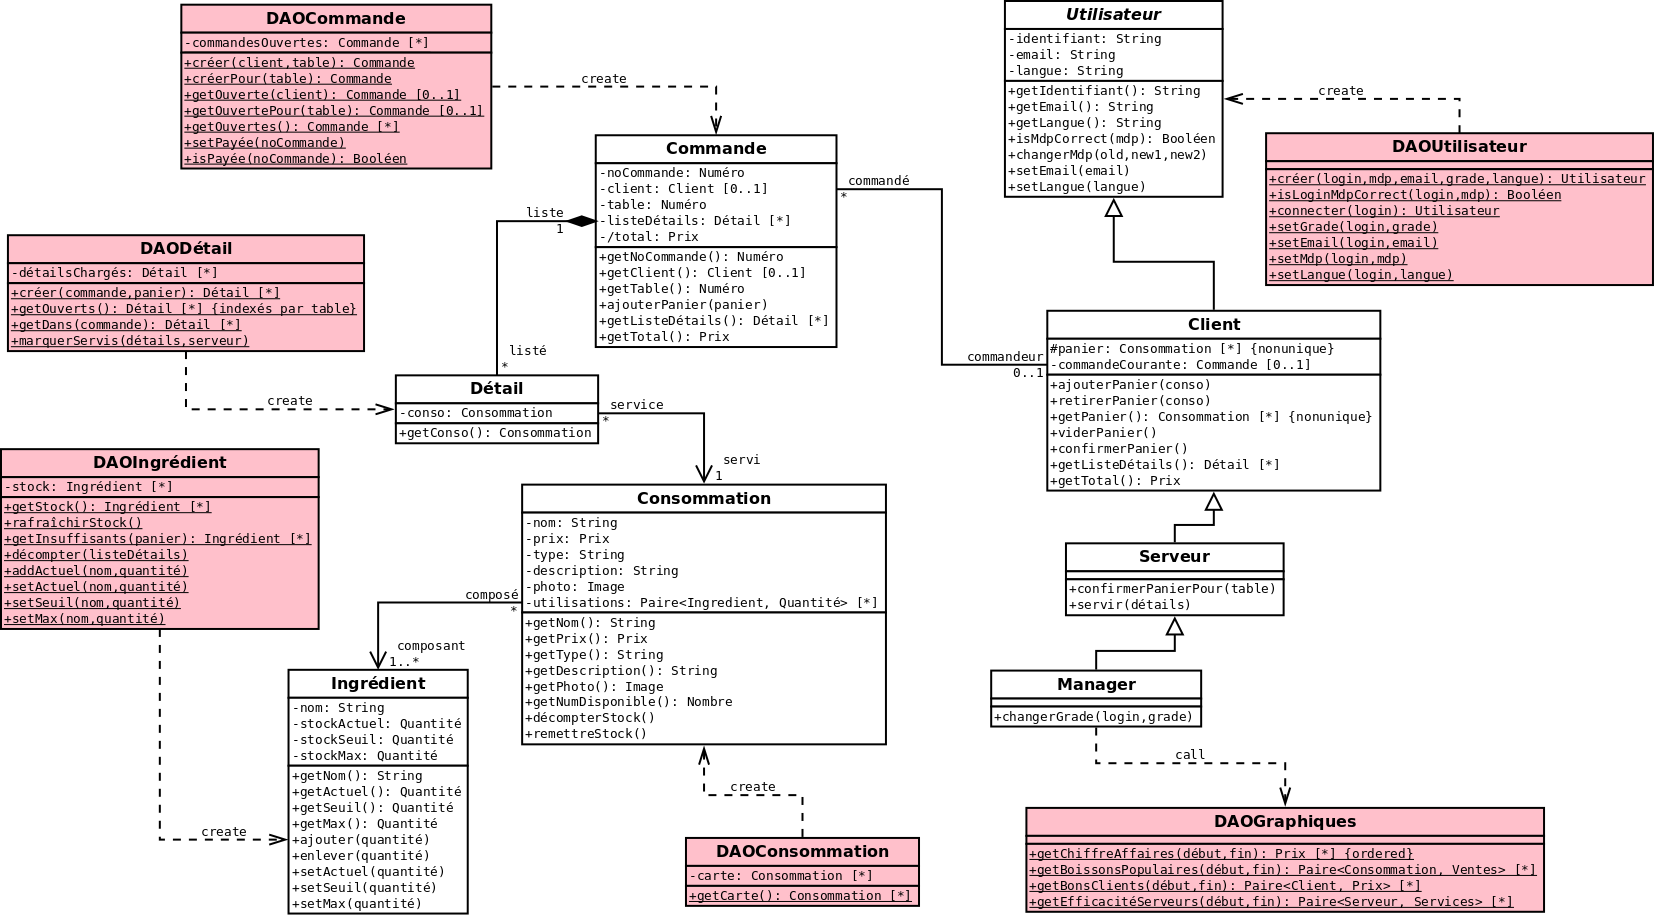 DAOCommande
-commandesOuvertes: Commande [*]
+créer(client,table): Commande
+créerPour(table): Commande
+getOuverte(client): Commande [0..1]
+getOuvertePour(table): Commande [0..1]
+getOuvertes(): Commande [*]
+setPayée(noCommande)
+isPayée(noCommande): Booléen
create
Utilisateur
-identifiant: String
-email: String
-langue: String
+getIdentifiant(): String
+getEmail(): String
+getLangue(): String
+isMdpCorrect(mdp): Booléen
+changerMdp(old,new1,new2)
+setEmail(email)
+setLangue(langue)
create
DAOUtilisateur
+créer(login,mdp,email,grade,langue): Utilisateur
+isLoginMdpCorrect(login,mdp): Booléen
+connecter(login): Utilisateur
+setGrade(login,grade)
+setEmail(login,email)
+setMdp(login,mdp)
+setLangue(login,langue)
Commande
-noCommande: Numéro
-client: Client [0..1]
-table: Numéro
-listeDétails: Détail [*]
-/total: Prix
+getNoCommande(): Numéro
+getClient(): Client [0..1]
+getTable(): Numéro
+ajouterPanier(panier)
+getListeDétails(): Détail [*]
+getTotal(): Prix
commandé
*
commandeur
0..1
liste
1
listé
*
DAODétail
-détailsChargés: Détail [*]
+créer(commande,panier): Détail [*]
+getOuverts(): Détail [*] {indexés par table}
+getDans(commande): Détail [*]
+marquerServis(détails,serveur)
create
Détail
-conso: Consommation
+getConso(): Consommation
service
*
servi
1
Client
#panier: Consommation [*] {nonunique}
-commandeCourante: Commande [0..1]
+ajouterPanier(conso)
+retirerPanier(conso)
+getPanier(): Consommation [*] {nonunique}
+viderPanier()
+confirmerPanier()
+getListeDétails(): Détail [*]
+getTotal(): Prix
DAOIngrédient
-stock: Ingrédient [*]
+getStock(): Ingrédient [*]
+rafraîchirStock()
+getInsuffisants(panier): Ingrédient [*]
+décompter(listeDétails)
+addActuel(nom,quantité)
+setActuel(nom,quantité)
+setSeuil(nom,quantité)
+setMax(nom,quantité)
create
Consommation
-nom: String
-prix: Prix
-type: String
-description: String
-photo: Image
-utilisations: Paire<Ingredient, Quantité> [*]
+getNom(): String
+getPrix(): Prix
+getType(): String
+getDescription(): String
+getPhoto(): Image
+getNumDisponible(): Nombre
+décompterStock()
+remettreStock()
composé
*
composant
1..*
Ingrédient
-nom: String
-stockActuel: Quantité
-stockSeuil: Quantité
-stockMax: Quantité
+getNom(): String
+getActuel(): Quantité
+getSeuil(): Quantité
+getMax(): Quantité
+ajouter(quantité)
+enlever(quantité)
+setActuel(quantité)
+setSeuil(quantité)
+setMax(quantité)
Serveur
+confirmerPanierPour(table)
+servir(détails)
Manager
+changerGrade(login,grade)
call
create
DAOConsommation
-carte: Consommation [*]
+getCarte(): Consommation [*]
DAOGraphiques
+getChiffreAffaires(début,fin): Prix [*] {ordered}
+getBoissonsPopulaires(début,fin): Paire<Consommation, Ventes> [*]
+getBonsClients(début,fin): Paire<Client, Prix> [*]
+getEfficacitéServeurs(début,fin): Paire<Serveur, Services> [*]